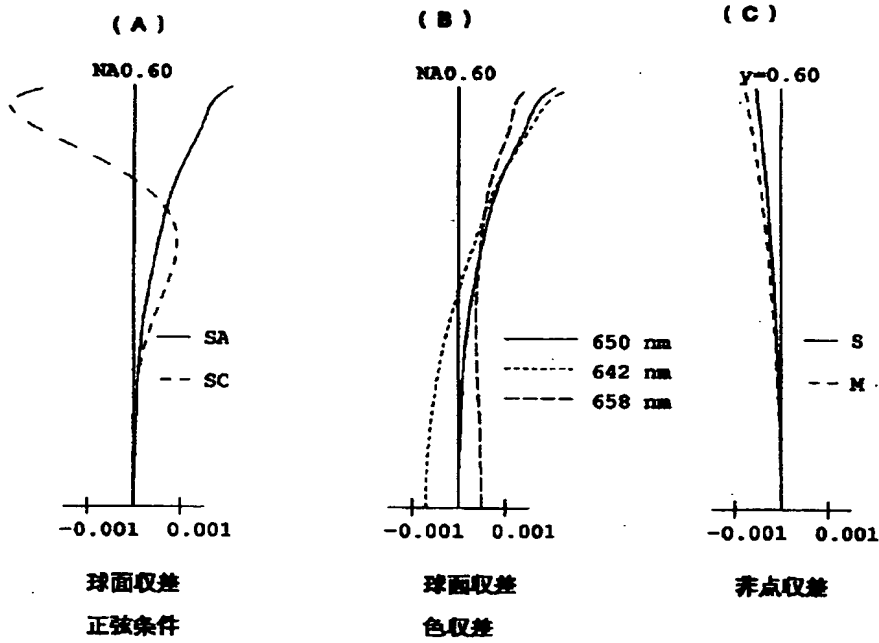 (A)
NA0.60
SA
SC
-0.001 0.001
球面収差
正弦条件
(B)
NA0.60
650 nm
642 nm
658 nm
-0.001 0.001
球面収差
色収差
(C)
y=0.60
S
M
-0.001 0.001
非点収差